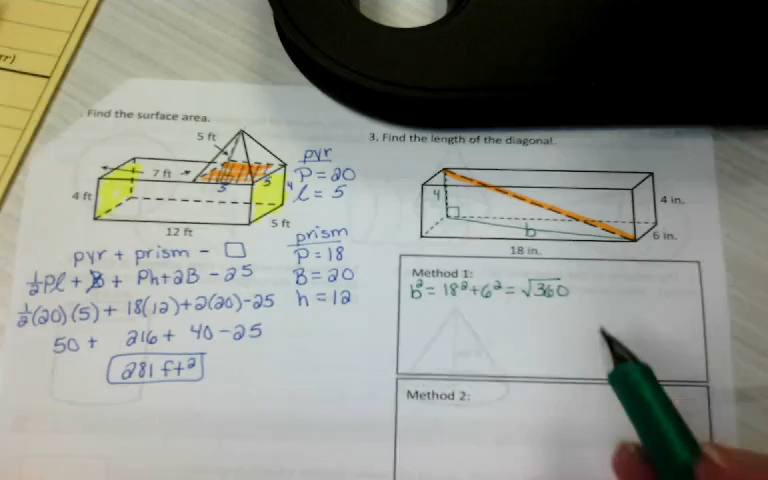 rr)
. Find the surface area.
5 ft
7 ft
5
5
4
4 ft
12 ft
5 ft
pyr
P = 20
l = 5
pyr + prism - □
½Pl + B + Ph+2B - 25
½(20)(5) + 18(12)+2(20)-25
50 + 216 + 40 - 25
281 ft²
prism
P = 18
B = 20
h = 12
3. Find the length of the diagonal.
4
b
4 in.
6 in.
18 in.
Method 1:
b² = 18² + 6² = √360
Method 2: